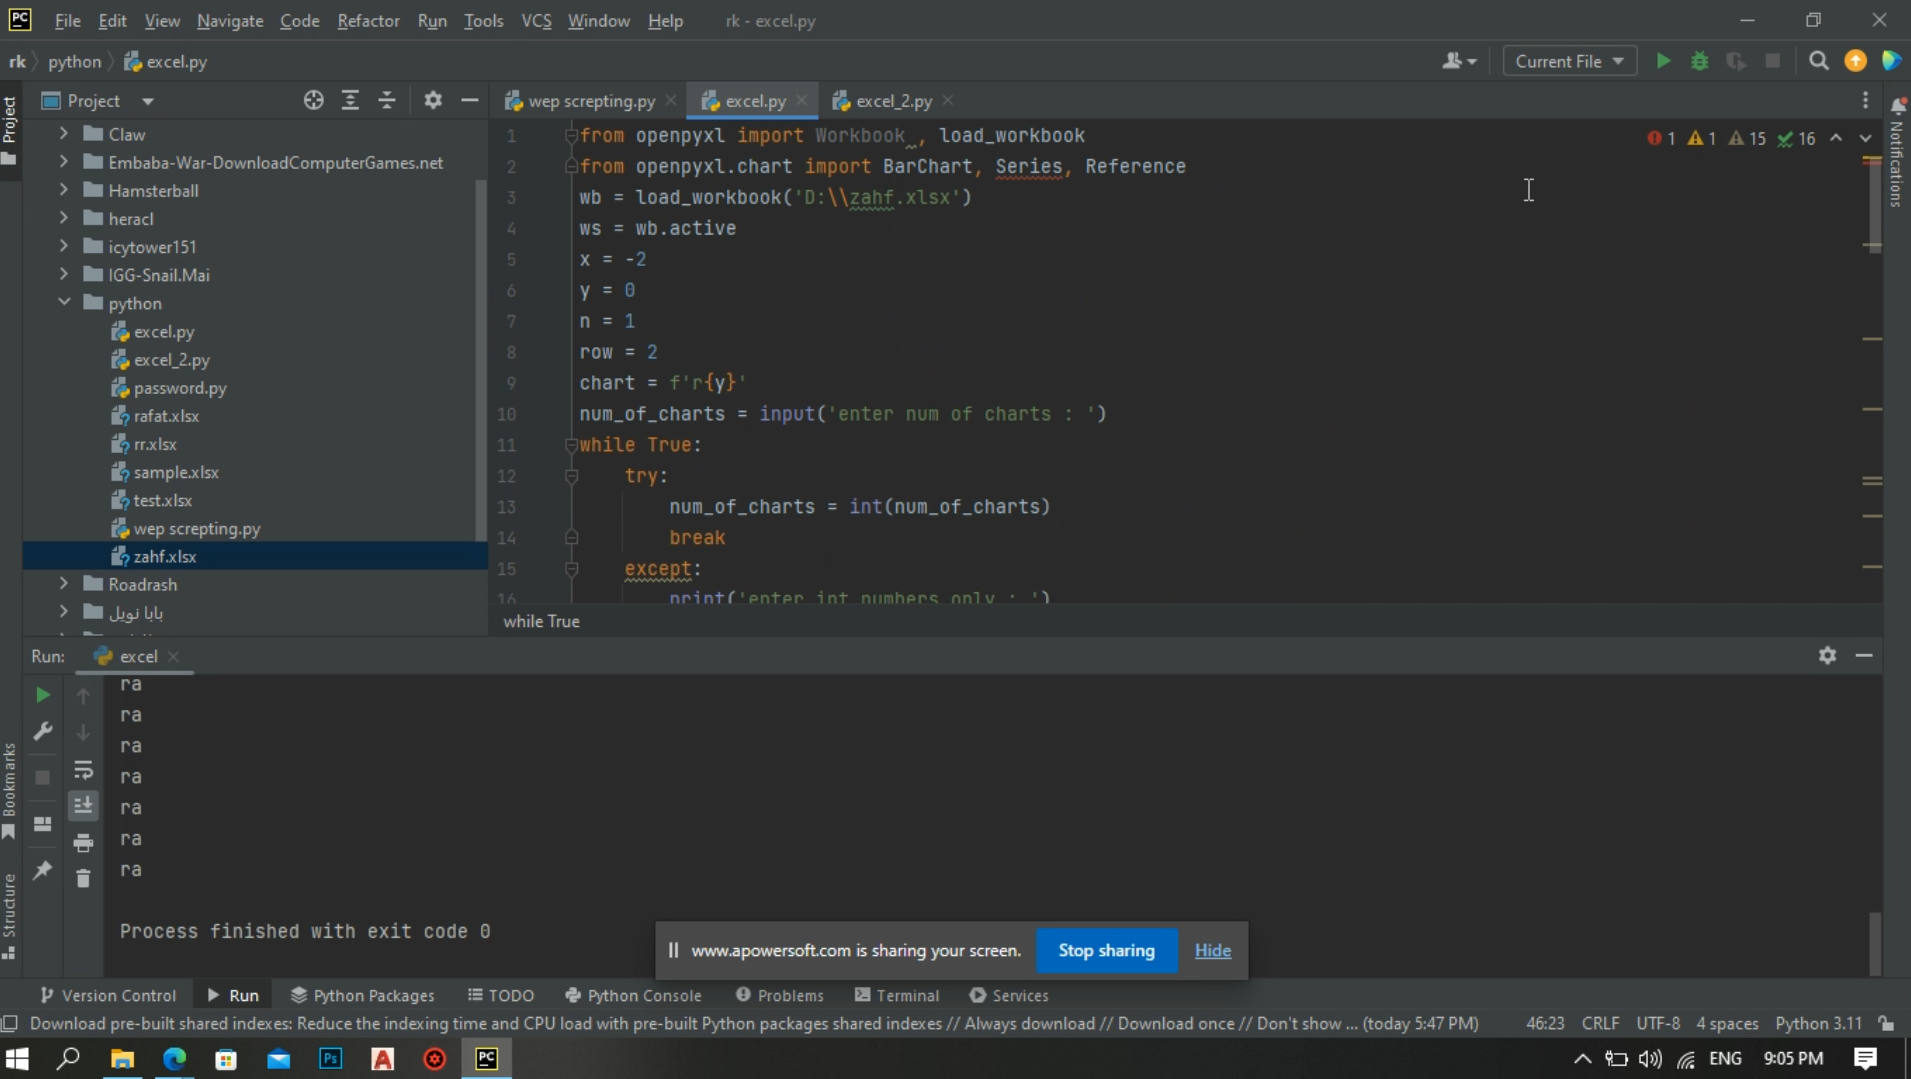 PC File Edit View Navigate Code Refactor Run Tools VCS Window Help rk - excel.py
rk python excel.py Current File
Project wep screpting.py excel.py excel_2.py
Project
Notifications
Claw
Embaba-War-DownloadComputerGames.net
Hamsterball
heracl
icytower151
IGG-Snail.Mai
python
excel.py
excel_2.py
password.py
rafat.xlsx
rr.xlsx
sample.xlsx
test.xlsx
wep screpting.py
zahf.xlsx
Roadrash
بابا نويل
1 from openpyxl import Workbook , load_workbook
2 from openpyxl.chart import BarChart, Series, Reference
3 wb = load_workbook('D:\\zahf.xlsx')
4 ws = wb.active
5 x = -2
6 y = 0
7 n = 1
8 row = 2
9 chart = f'r{y}'
10 num_of_charts = input('enter num of charts : ')
11 while True:
12 try:
13 num_of_charts = int(num_of_charts)
14 break
15 except:
16 print('enter int numbers only : ')
1 1 15 16
while True
Run: excel
ra
ra
ra
ra
ra
ra
ra
Process finished with exit code 0
Bookmarks
Structure
www.apowersoft.com is sharing your screen. Stop sharing Hide
Version Control Run Python Packages TODO Python Console Problems Terminal Services
Download pre-built shared indexes: Reduce the indexing time and CPU load with pre-built Python packages shared indexes // Always download // Download once // Don't show ... (today 5:47 PM) 46:23 CRLF UTF-8 4 spaces Python 3.11
Ps PC ENG 9:05 PM